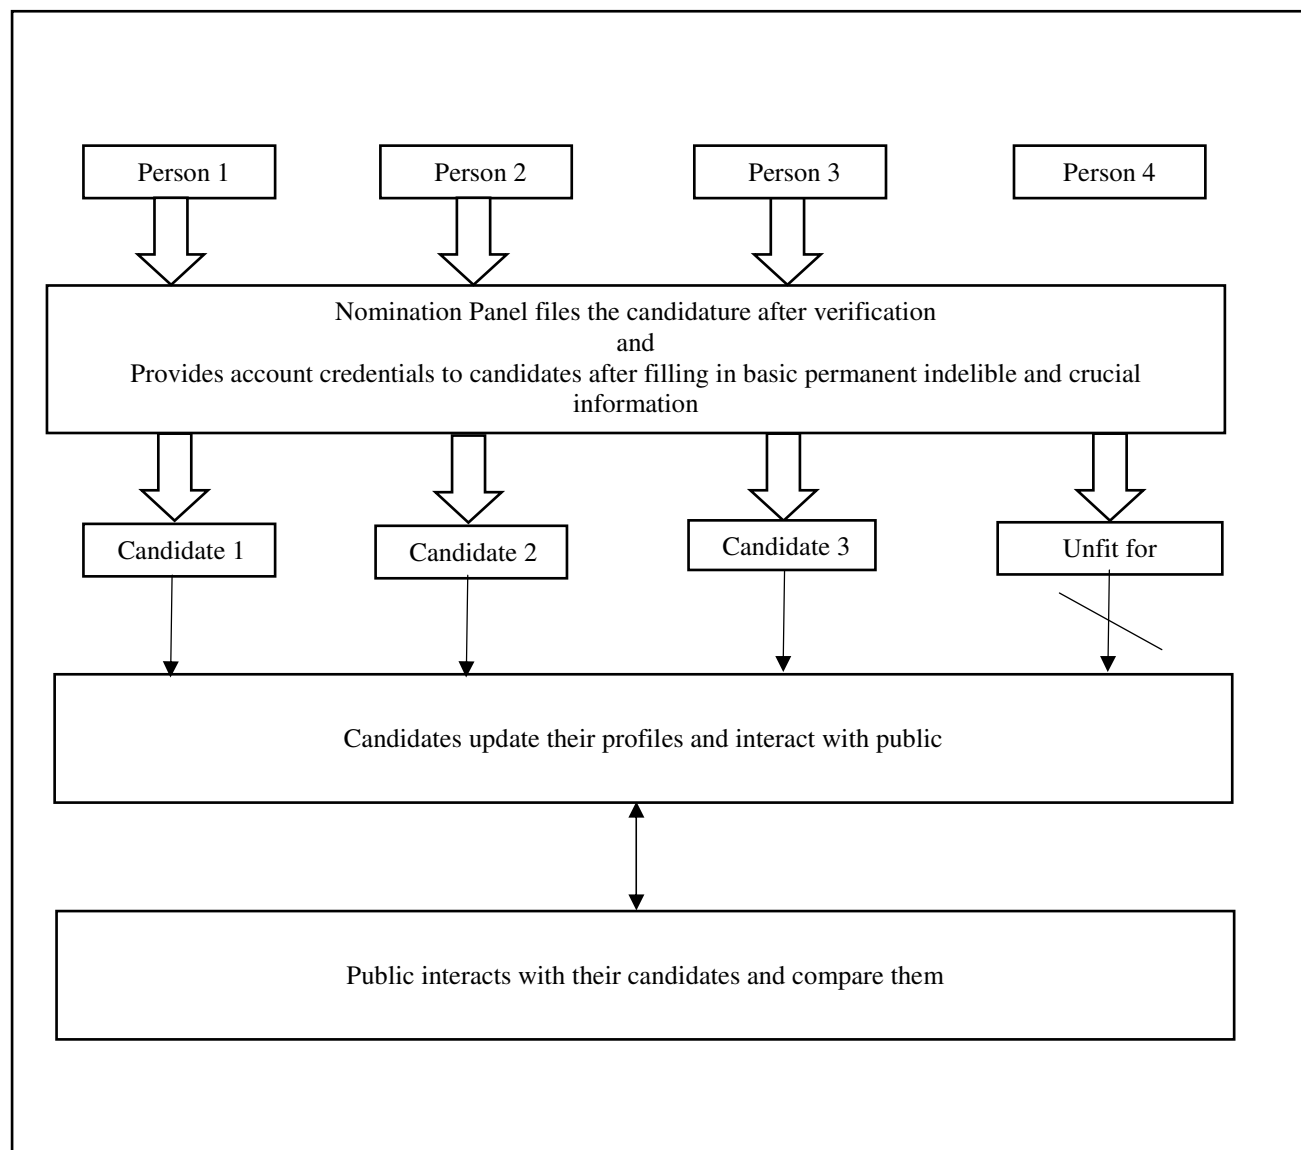 Person 1
Person 2
Person 3
Person 4
Nomination Panel files the candidature after verification
and
Provides account credentials to candidates after filling in basic permanent indelible and crucial
information
Candidate 1
Candidate 2
Candidate 3
Unfit for
Candidates update their profiles and interact with public
Public interacts with their candidates and compare them